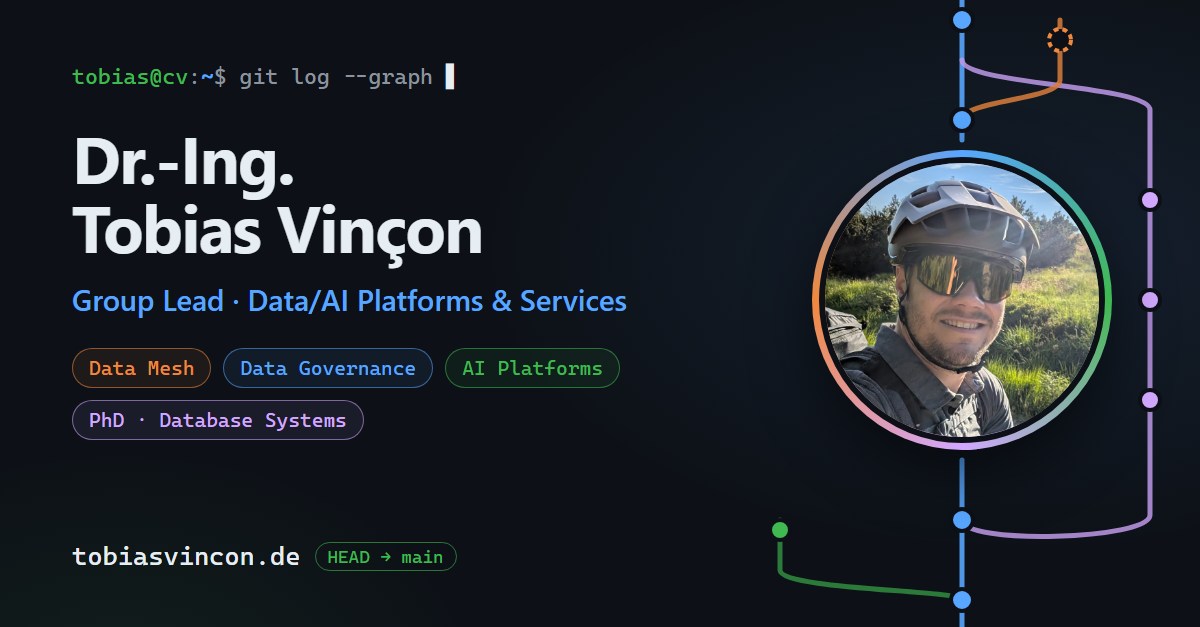 tobias@cv:~$ git log --graph
Dr.-Ing.
Tobias Vinçon
Group Lead · Data/AI Platforms & Services
Data Mesh Data Governance AI Platforms
PhD · Database Systems
tobiasvincon.de HEAD → main